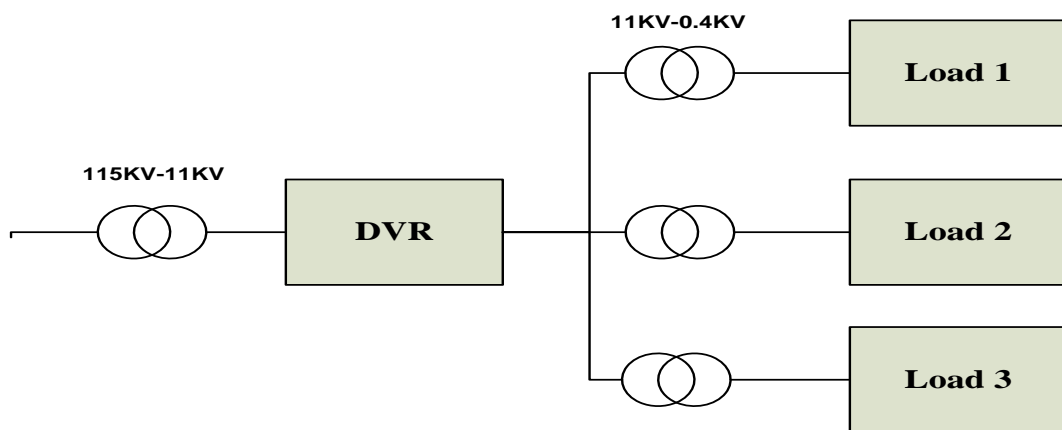 11KV-0.4KV
Load 1
115KV-11KV
DVR
Load 2
Load 3